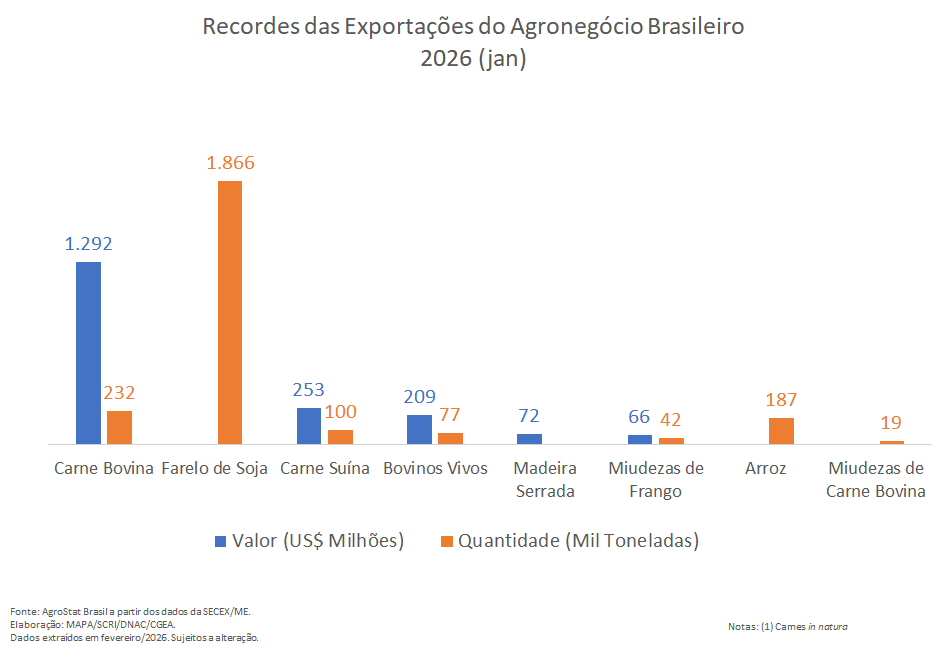 Recordes das Exportações do Agronegócio Brasileiro
2026 (jan)
1.866
1.292
232
253
100
209
77
72
66
42
187
19
Carne Bovina
Farelo de Soja
Carne Suína
Bovinos Vivos
Madeira
Serrada
Miudezas de
Frango
Arroz
Miudezas de
Carne Bovina
Valor (US$ Milhões)
Quantidade (Mil Toneladas)
Fonte: AgroStat Brasil a partir dos dados da SECEX/ME.
Elaboração: MAPA/SCRI/DNAC/CGEA.
Dados extraídos em fevereiro/2026. Sujeitos a alteração.
Notas: (1) Carnes in natura